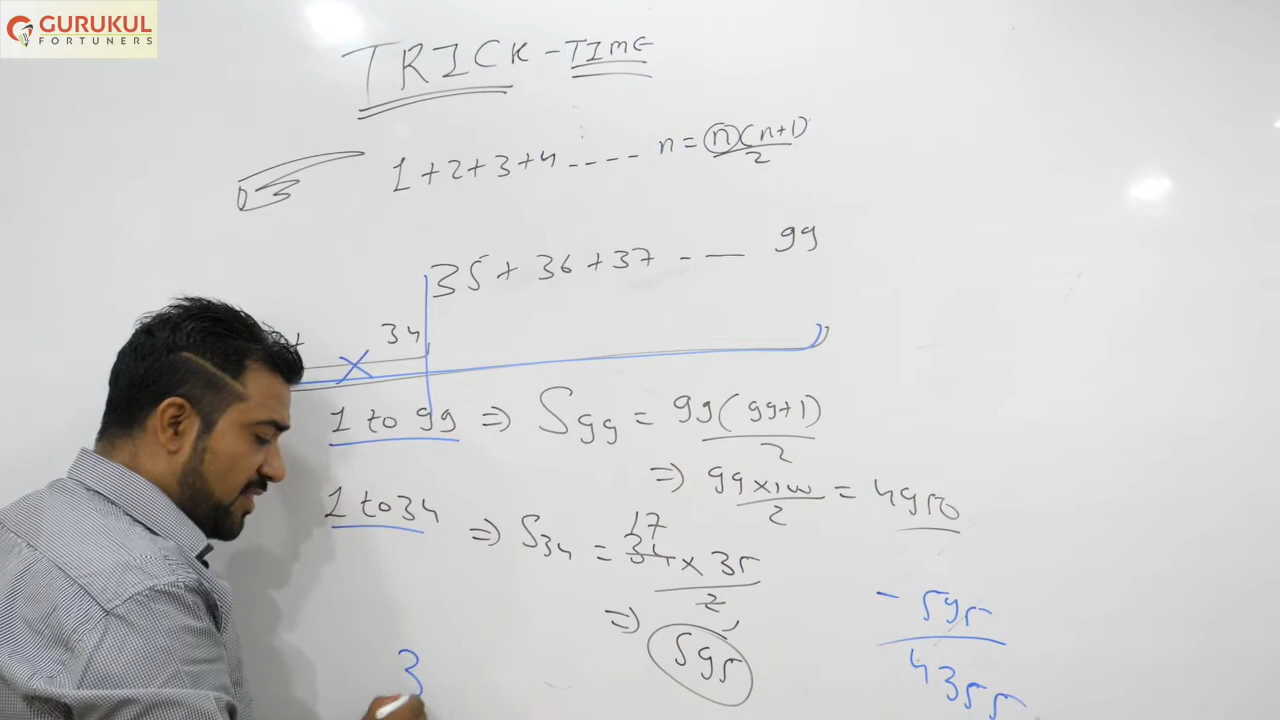 GURUKUL
FORTUNERS
TRICK - TIME
1+2+3+4 ---- n = n(n+1)/2
35 + 36 + 37 - — 99
+ 34
1 to 99 ⇒ S99 = 99(99+1)/2
⇒ 99×100/2 = 4950
1 to 34 ⇒ S34 = 34 × 35/2
17
1
⇒ 595
- 595
4355
3